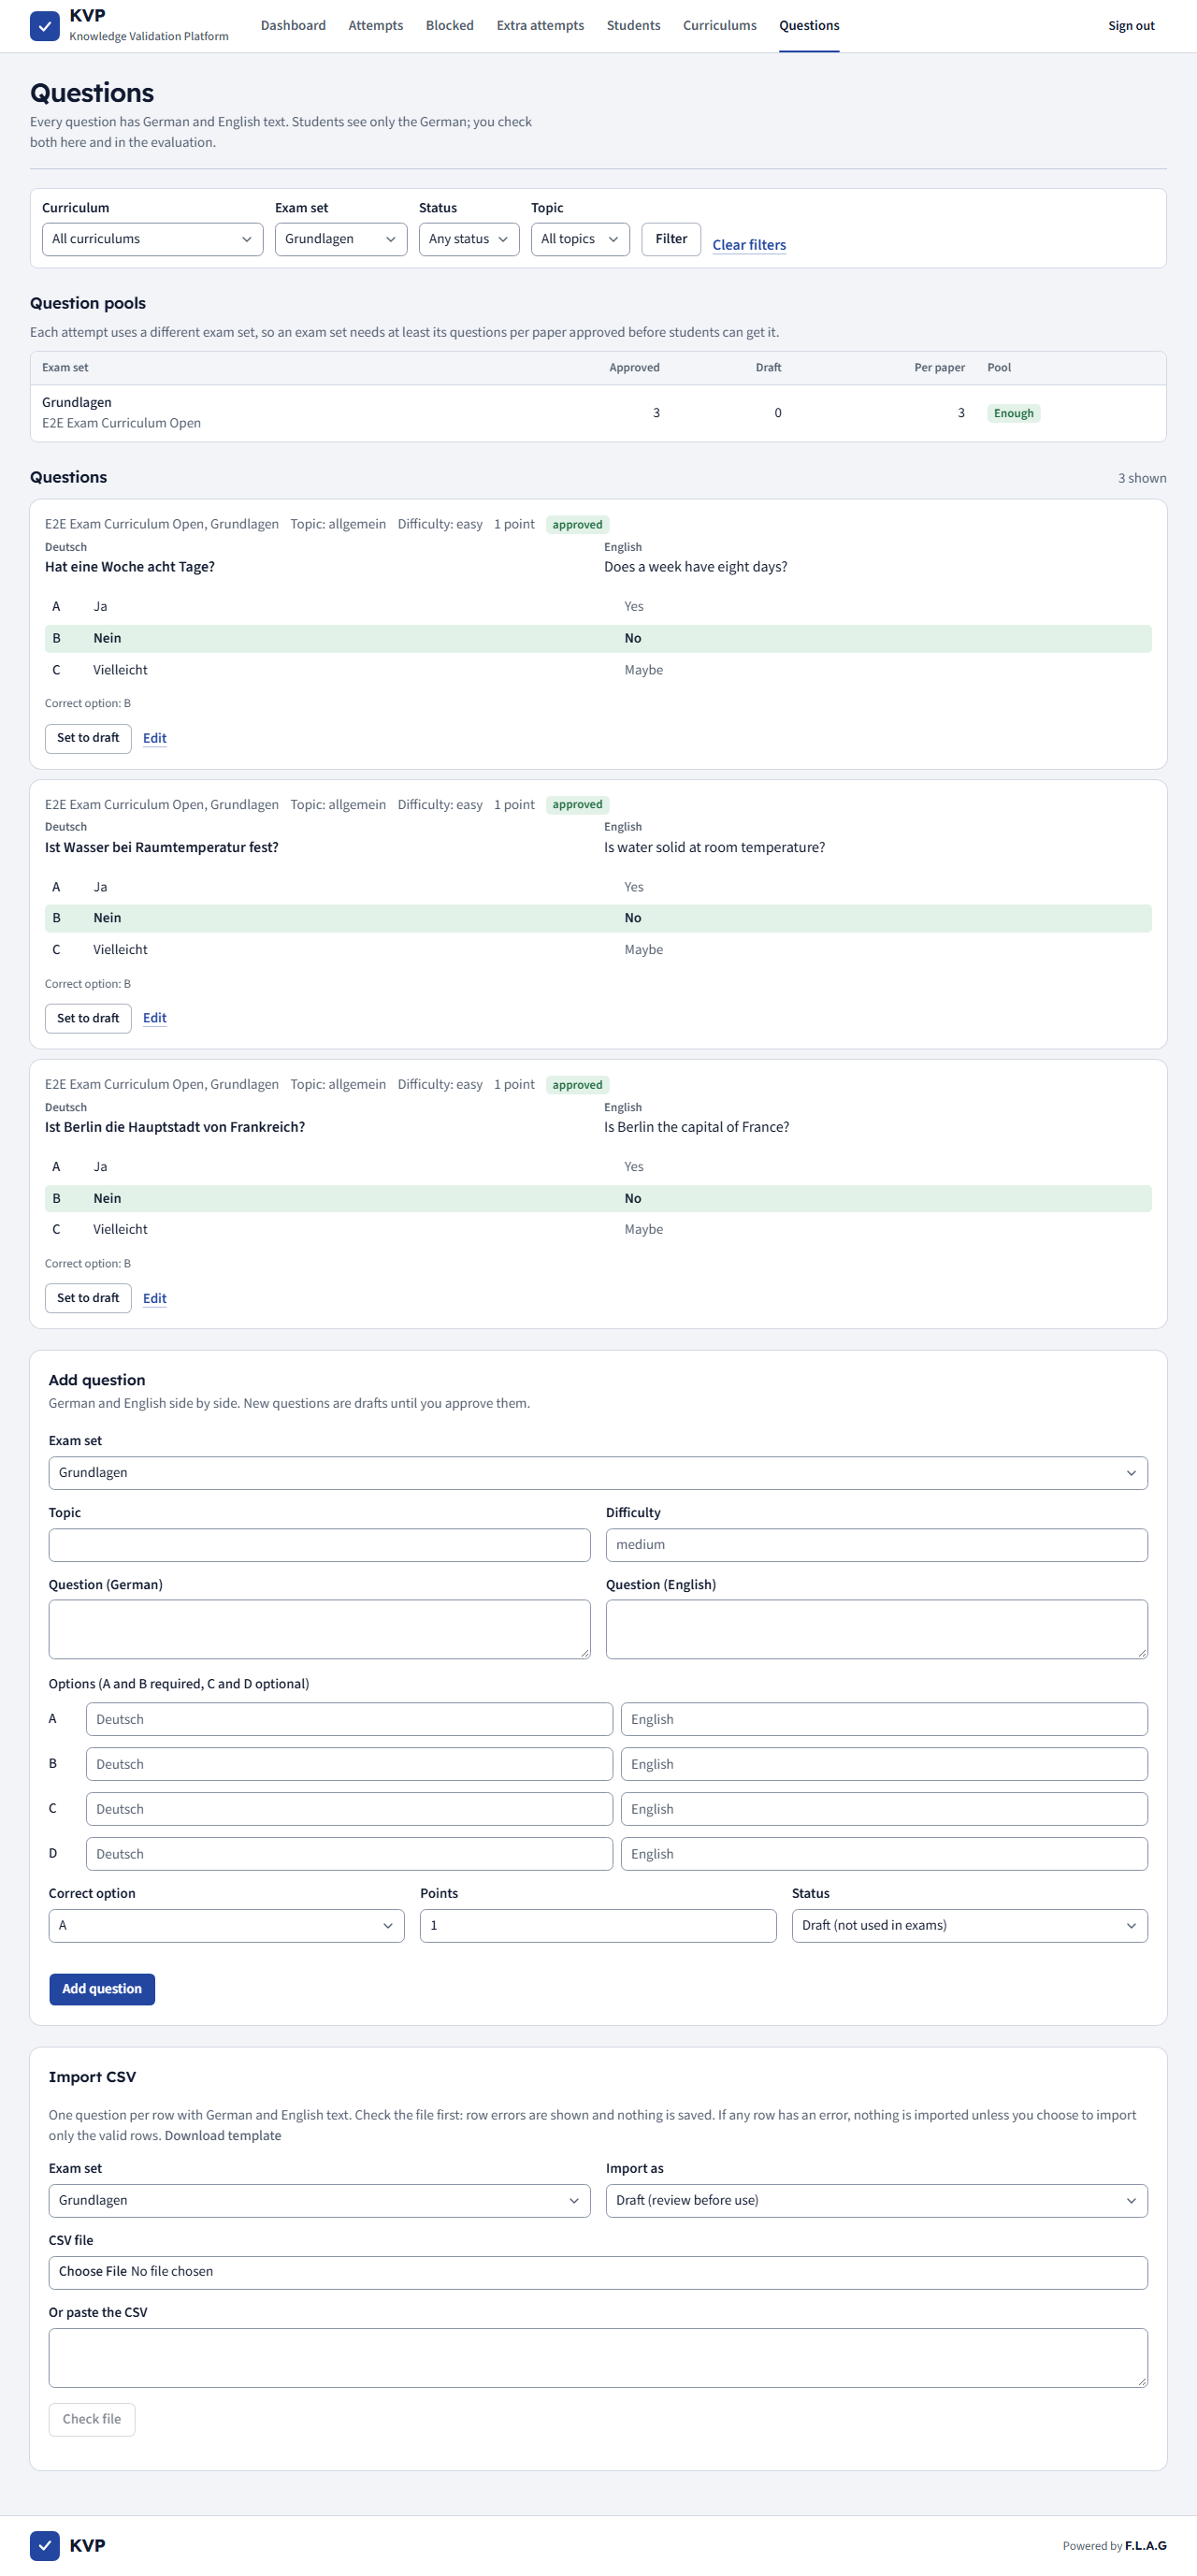 KVP
Knowledge Validation Platform
Dashboard Attempts Blocked Extra attempts Students Curriculums Questions
Sign out
Questions
Every question has German and English text. Students see only the German; you check
both here and in the evaluation.
Curriculum Exam set Status Topic
All curriculums Grundlagen Any status All topics Filter Clear filters
Question pools
Each attempt uses a different exam set, so an exam set needs at least its questions per paper approved before students can get it.
Exam set Approved Draft Per paper Pool
Grundlagen
E2E Exam Curriculum Open
3 0 3 Enough
Questions
3 shown
E2E Exam Curriculum Open, Grundlagen Topic: allgemein Difficulty: easy 1 point approved
Deutsch English
Hat eine Woche acht Tage? Does a week have eight days?
A Ja Yes
B Nein No
C Vielleicht Maybe
Correct option: B
Set to draft Edit
E2E Exam Curriculum Open, Grundlagen Topic: allgemein Difficulty: easy 1 point approved
Deutsch English
Ist Wasser bei Raumtemperatur fest? Is water solid at room temperature?
A Ja Yes
B Nein No
C Vielleicht Maybe
Correct option: B
Set to draft Edit
E2E Exam Curriculum Open, Grundlagen Topic: allgemein Difficulty: easy 1 point approved
Deutsch English
Ist Berlin die Hauptstadt von Frankreich? Is Berlin the capital of France?
A Ja Yes
B Nein No
C Vielleicht Maybe
Correct option: B
Set to draft Edit
Add question
German and English side by side. New questions are drafts until you approve them.
Exam set
Grundlagen
Topic Difficulty
medium
Question (German) Question (English)
Options (A and B required, C and D optional)
A Deutsch English
B Deutsch English
C Deutsch English
D Deutsch English
Correct option Points Status
A 1 Draft (not used in exams)
Add question
Import CSV
One question per row with German and English text. Check the file first: row errors are shown and nothing is saved. If any row has an error, nothing is imported unless you choose to import
only the valid rows. Download template
Exam set Import as
Grundlagen Draft (review before use)
CSV file
Choose File No file chosen
Or paste the CSV
Check file
KVP
Powered by F.L.A.G